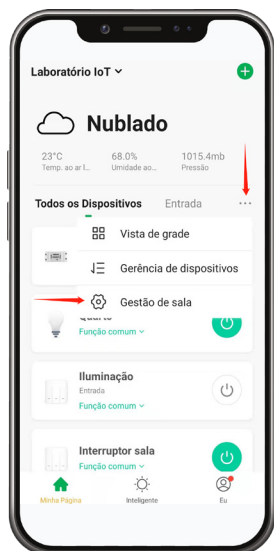 Laboratório IoT
Nublado
23°C 68.0% 1015.4mb
Temp. ao ar l... Umidade ao... Pressão
Todos os Dispositivos Entrada ...
Vista de grade
Gerência de dispositivos
Gestão de sala
Função comum
Iluminação
Entrada
Função comum
Interruptor sala
Função comum
Minha Página Inteligente Eu